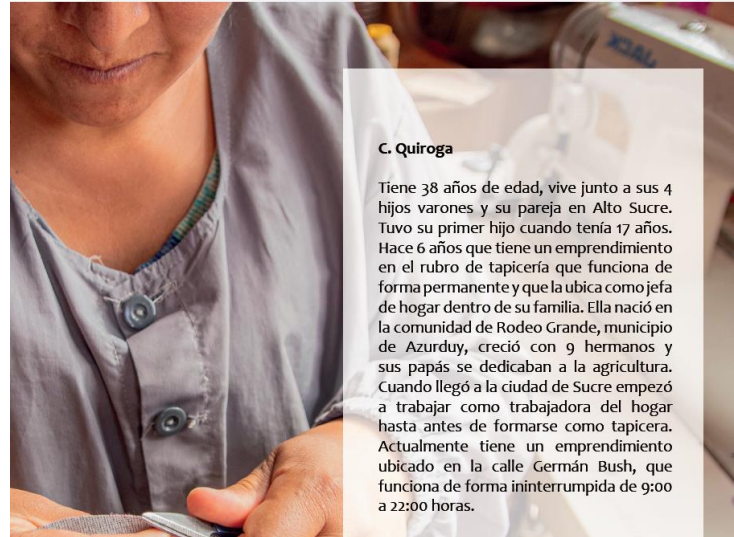 JACK
C. Quiroga
Tiene 38 años de edad, vive junto a sus 4
hijos varones y su pareja en Alto Sucre.
Tuvo su primer hijo cuando tenía 17 años.
Hace 6 años que tiene un emprendimiento
en el rubro de tapicería que funciona de
forma permanente y que la ubica como jefa
de hogar dentro de su familia. Ella nació en
la comunidad de Rodeo Grande, municipio
de Azurduy, creció con 9 hermanos y
sus papás se dedicaban a la agricultura.
Cuando llegó a la ciudad de Sucre empezó
a trabajar como trabajadora del hogar
hasta antes de formarse como tapicera.
Actualmente tiene un emprendimiento
ubicado en la calle Germán Bush, que
funciona de forma ininterrumpida de 9:00
a 22:00 horas.